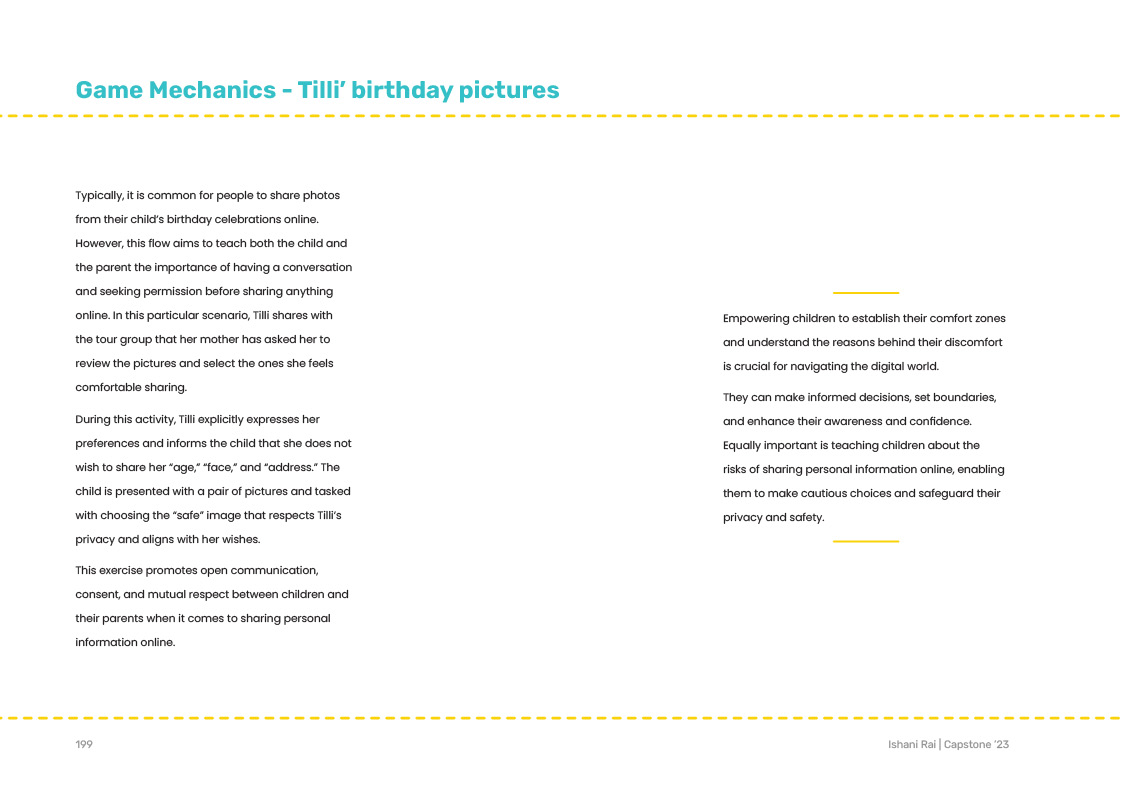 Game Mechanics - Tilli’ birthday pictures
Typically, it is common for people to share photos
from their child’s birthday celebrations online.
However, this flow aims to teach both the child and
the parent the importance of having a conversation
and seeking permission before sharing anything
online. In this particular scenario, Tilli shares with
the tour group that her mother has asked her to
review the pictures and select the ones she feels
comfortable sharing.
During this activity, Tilli explicitly expresses her
preferences and informs the child that she does not
wish to share her “age,” “face,” and “address.” The
child is presented with a pair of pictures and tasked
with choosing the “safe” image that respects Tilli’s
privacy and aligns with her wishes.
This exercise promotes open communication,
consent, and mutual respect between children and
their parents when it comes to sharing personal
information online.
Empowering children to establish their comfort zones
and understand the reasons behind their discomfort
is crucial for navigating the digital world.
They can make informed decisions, set boundaries,
and enhance their awareness and confidence.
Equally important is teaching children about the
risks of sharing personal information online, enabling
them to make cautious choices and safeguard their
privacy and safety.
199
Ishani Rai | Capstone ’23